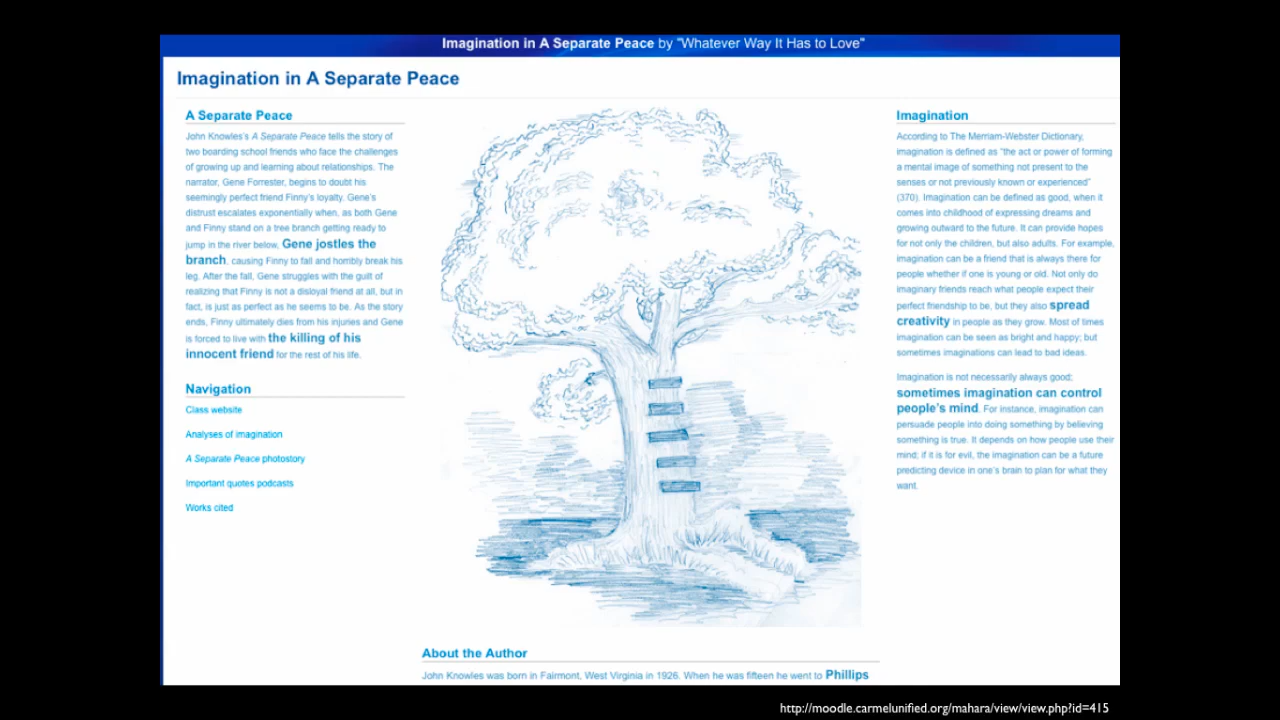 Imagination in A Separate Peace by "Whatever Way It Has to Love"
Imagination in A Separate Peace
A Separate Peace
John Knowles's A Separate Peace tells the story of
two boarding school friends who face the challenges
of growing up and learning about relationships. The
narrator, Gene Forrester, begins to doubt his
seemingly perfect friend Finny's loyalty. Gene's
distrust escalates exponentially when, as both Gene
and Finny stand on a tree branch getting ready to
jump in the river below, Gene jostles the
branch, causing Finny to fall and horribly break his
leg. After the fall, Gene struggles with the guilt of
realizing that Finny is not a disloyal friend at all, but in
fact, is just as perfect as he seems to be. As the story
ends, Finny ultimately dies from his injuries and Gene
is forced to live with the killing of his
innocent friend for the rest of his life.
Navigation
Class website
Analyses of imagination
A Separate Peace photostory
Important quotes podcasts
Works cited
Imagination
According to The Merriam-Webster Dictionary,
imagination is defined as "the act or power of forming
a mental image of something not present to the
senses or not previously known or experienced"
(370). Imagination can be defined as good, when it
comes into childhood of expressing dreams and
growing outward to the future. It can provide hopes
for not only the children, but also adults. For example,
imagination can be a friend that is always there for
people whether if one is young or old. Not only do
imaginary friends reach what people expect their
perfect friendship to be, but they also spread
creativity in people as they grow. Most of times
imagination can be seen as bright and happy; but
sometimes imaginations can lead to bad ideas.
Imagination is not necessarily always good;
sometimes imagination can control
people's mind. For instance, imagination can
persuade people into doing something by believing
something is true. It depends on how people use their
mind; if it is for evil, the imagination can be a future
predicting device in one's brain to plan for what they
want.
About the Author
John Knowles was born in Fairmont, West Virginia in 1926. When he was fifteen he went to Phillips
http://moodle.carmelunified.org/mahara/view/view.php?id=415